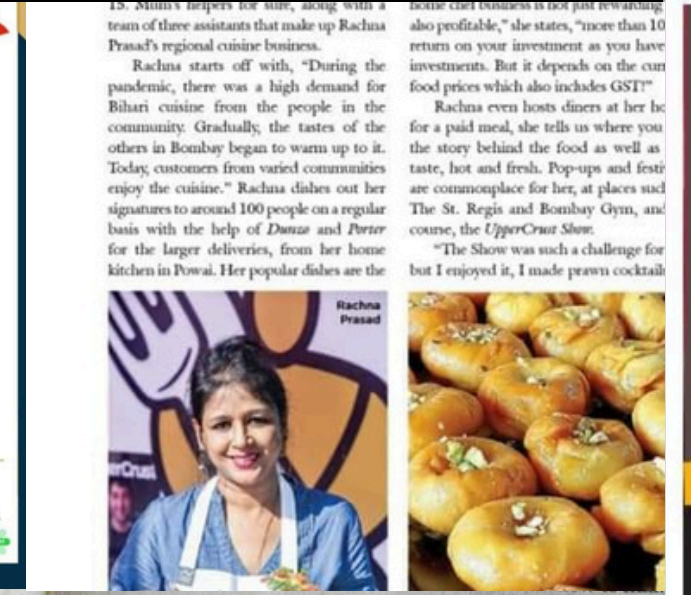 15. Mum's helpers for sure, along with a
team of three assistants that make up Rachna
Prasad's regional cuisine business.
Rachna starts off with, "During the
pandemic, there was a high demand for
Bihari cuisine from the people in the
community. Gradually, the tastes of the
others in Bombay began to warm up to it.
Today, customers from varied communities
enjoy the cuisine." Rachna dishes out her
signatures to around 100 people on a regular
basis with the help of Dunzo and Porter
for the larger deliveries, from her home
kitchen in Powai. Her popular dishes are the
home chef business is not just rewarding
also profitable," she states, "more than 10
return on your investment as you have
investments. But it depends on the curr
food prices which also includes GST!"
Rachna even hosts diners at her ho
for a paid meal, she tells us where you
the story behind the food as well as
taste, hot and fresh. Pop-ups and festi
are commonplace for her, at places such
The St. Regis and Bombay Gym, and
course, the UpperCrust Show.
"The Show was such a challenge for
but I enjoyed it, I made prawn cocktail
Rachna
Prasad
erCrust